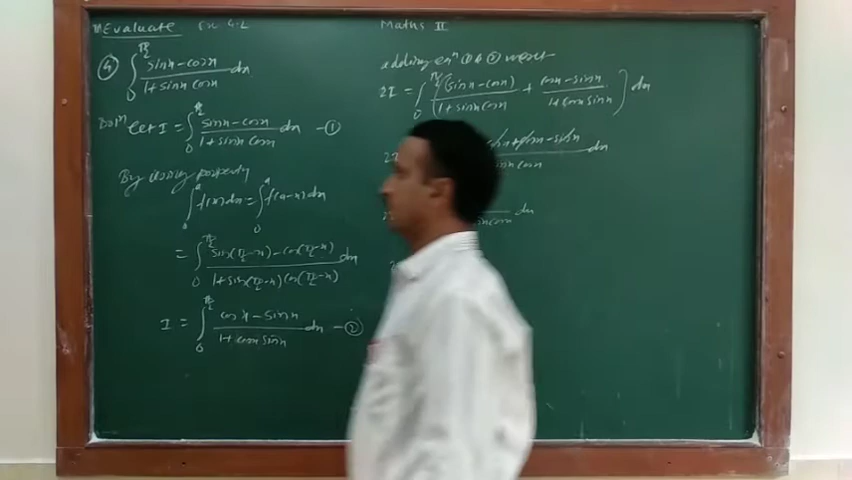 Evaluate Ex. 4.2
Maths II
④ ∫₀^{π/2} (sinx - cosx)/(1 + sinx cosx) dx
Solⁿ Let I = ∫₀^{π/2} (sinx - cosx)/(1 + sinx cosx) dx - ①
By using property
∫₀^a f(x)dx = ∫₀^a f(a-x)dx
= ∫₀^{π/2} (sin(π/2 - x) - cos(π/2 - x))/(1 + sin(π/2 - x) cos(π/2 - x)) dx
I = ∫₀^{π/2} (cosx - sinx)/(1 + cosx sinx) dx - ②
adding eqⁿ ① & ② we get
2I = ∫₀^{π/2} ((sinx - cosx)/(1 + sinx cosx) + (cosx - sinx)/(1 + cosx sinx)) dx
2I
+ cosx - sinx
sinx cosx dx
dx